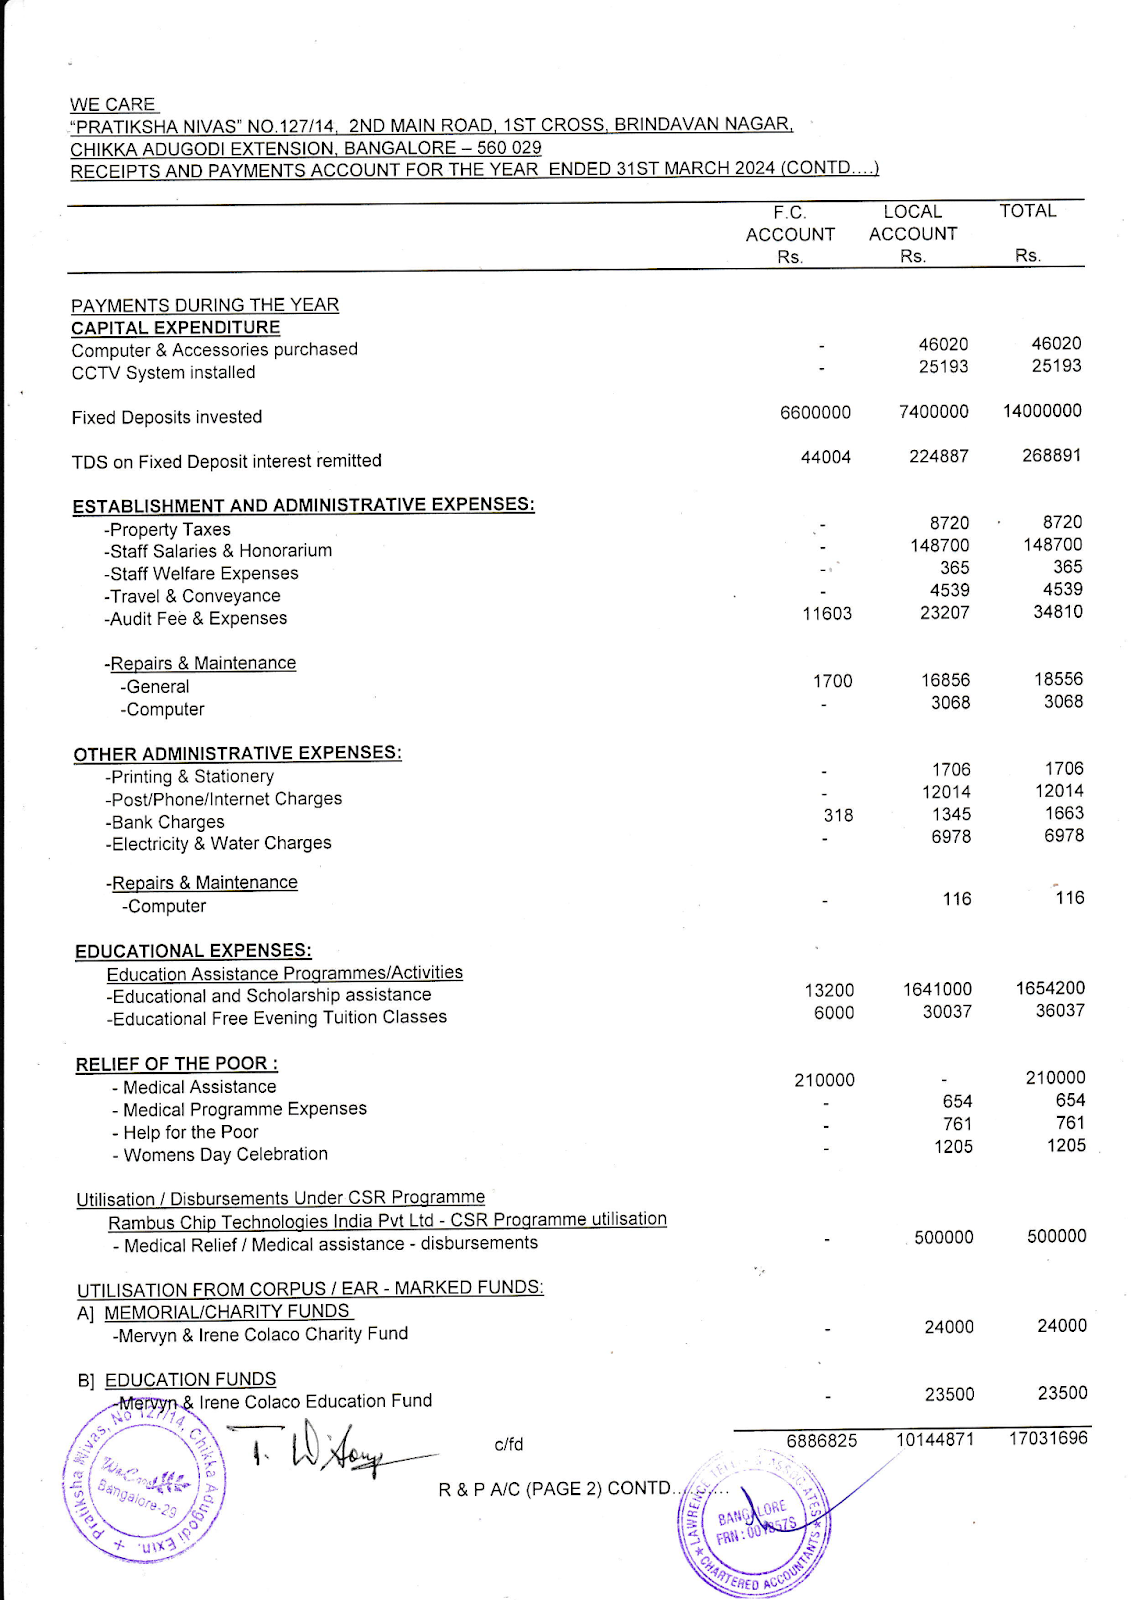 WE CARE
“PRATIKSHA NIVAS” NO.127/14, 2ND MAIN ROAD, 1ST CROSS, BRINDAVAN NAGAR,
CHIKKA ADUGODI EXTENSION, BANGALORE – 560 029
RECEIPTS AND PAYMENTS ACCOUNT FOR THE YEAR ENDED 31ST MARCH 2024 (CONTD....)
F.C. LOCAL TOTAL
ACCOUNT ACCOUNT
Rs. Rs. Rs.
PAYMENTS DURING THE YEAR
CAPITAL EXPENDITURE
Computer & Accessories purchased - 46020 46020
CCTV System installed - 25193 25193
Fixed Deposits invested 6600000 7400000 14000000
TDS on Fixed Deposit interest remitted 44004 224887 268891
ESTABLISHMENT AND ADMINISTRATIVE EXPENSES:
-Property Taxes - 8720 8720
-Staff Salaries & Honorarium - 148700 148700
-Staff Welfare Expenses - 365 365
-Travel & Conveyance - 4539 4539
-Audit Fee & Expenses 11603 23207 34810
-Repairs & Maintenance
-General 1700 16856 18556
-Computer - 3068 3068
OTHER ADMINISTRATIVE EXPENSES:
-Printing & Stationery - 1706 1706
-Post/Phone/Internet Charges - 12014 12014
-Bank Charges 318 1345 1663
-Electricity & Water Charges - 6978 6978
-Repairs & Maintenance
-Computer - 116 116
EDUCATIONAL EXPENSES:
Education Assistance Programmes/Activities
-Educational and Scholarship assistance 13200 1641000 1654200
-Educational Free Evening Tuition Classes 6000 30037 36037
RELIEF OF THE POOR :
- Medical Assistance 210000 - 210000
- Medical Programme Expenses - 654 654
- Help for the Poor - 761 761
- Womens Day Celebration - 1205 1205
Utilisation / Disbursements Under CSR Programme
Rambus Chip Technologies India Pvt Ltd - CSR Programme utilisation
- Medical Relief / Medical assistance - disbursements - 500000 500000
UTILISATION FROM CORPUS / EAR - MARKED FUNDS:
A] MEMORIAL/CHARITY FUNDS
-Mervyn & Irene Colaco Charity Fund - 24000 24000
B] EDUCATION FUNDS
-Mervyn & Irene Colaco Education Fund - 23500 23500
c/fd 6886825 10144871 17031696
R & P A/C (PAGE 2) CONTD..........
Pratiksha Nivas, No 127/14, Chikka Adugodi Extn. +
WeCare
Bangalore-29
LAWRENCE & ASSOCIATES
BANGALORE
FRN:
★ CHARTERED ACCOUNTANTS ★